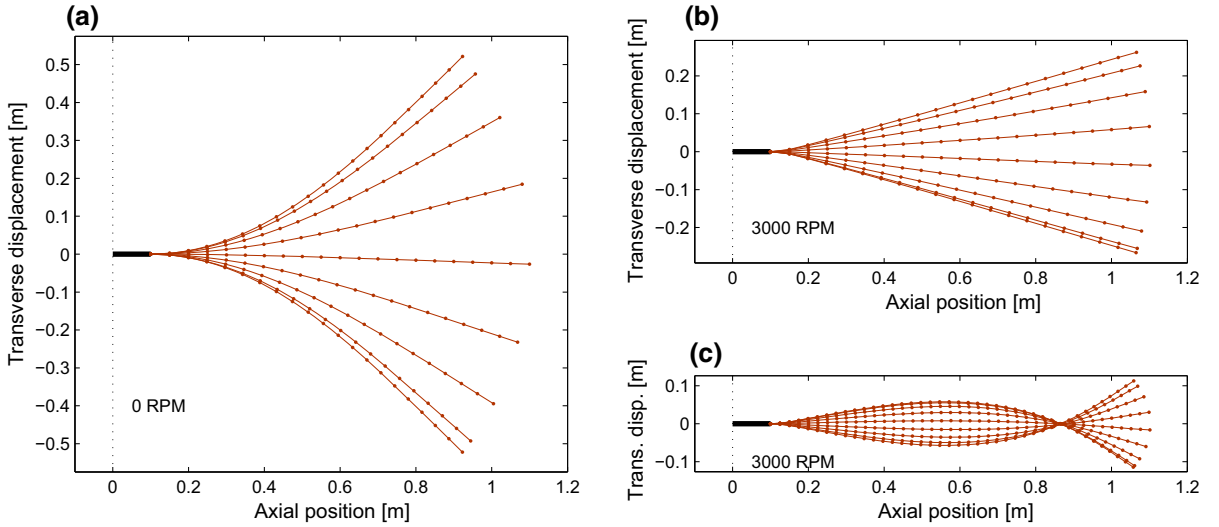 (a)
Transverse displacement [m]
0.5
0.4
0.3
0.2
0.1
0
−0.1
−0.2
−0.3
−0.4
−0.5
0 RPM
0 0.2 0.4 0.6 0.8 1 1.2
Axial position [m]
(b)
Transverse displacement [m]
0.2
0.1
0
−0.1
−0.2
3000 RPM
0 0.2 0.4 0.6 0.8 1 1.2
Axial position [m]
(c)
Trans. disp. [m]
0.1
0
−0.1
3000 RPM
0 0.2 0.4 0.6 0.8 1 1.2
Axial position [m]